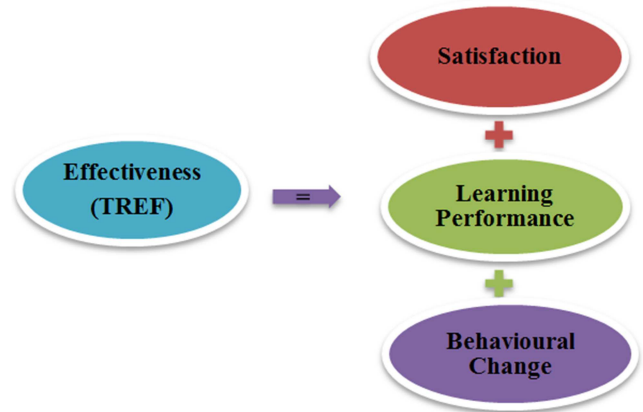 Satisfaction
Effectiveness
(TREF)
=
Learning
Performance
Behavioural
Change